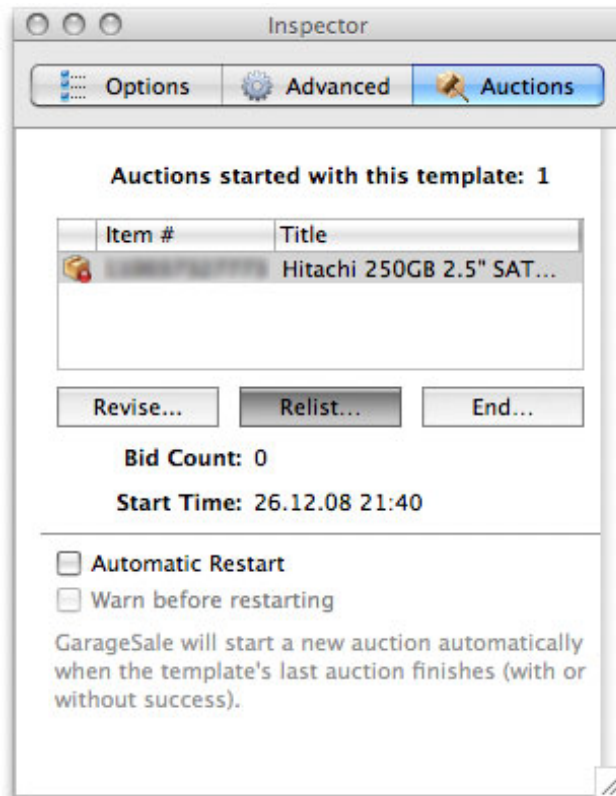 Inspector
Options Advanced Auctions
Auctions started with this template: 1
Item # Title
Hitachi 250GB 2.5" SAT...
Revise... Relist... End...
Bid Count: 0
Start Time: 26.12.08 21:40
Automatic Restart
Warn before restarting
GarageSale will start a new auction automatically
when the template's last auction finishes (with or
without success).